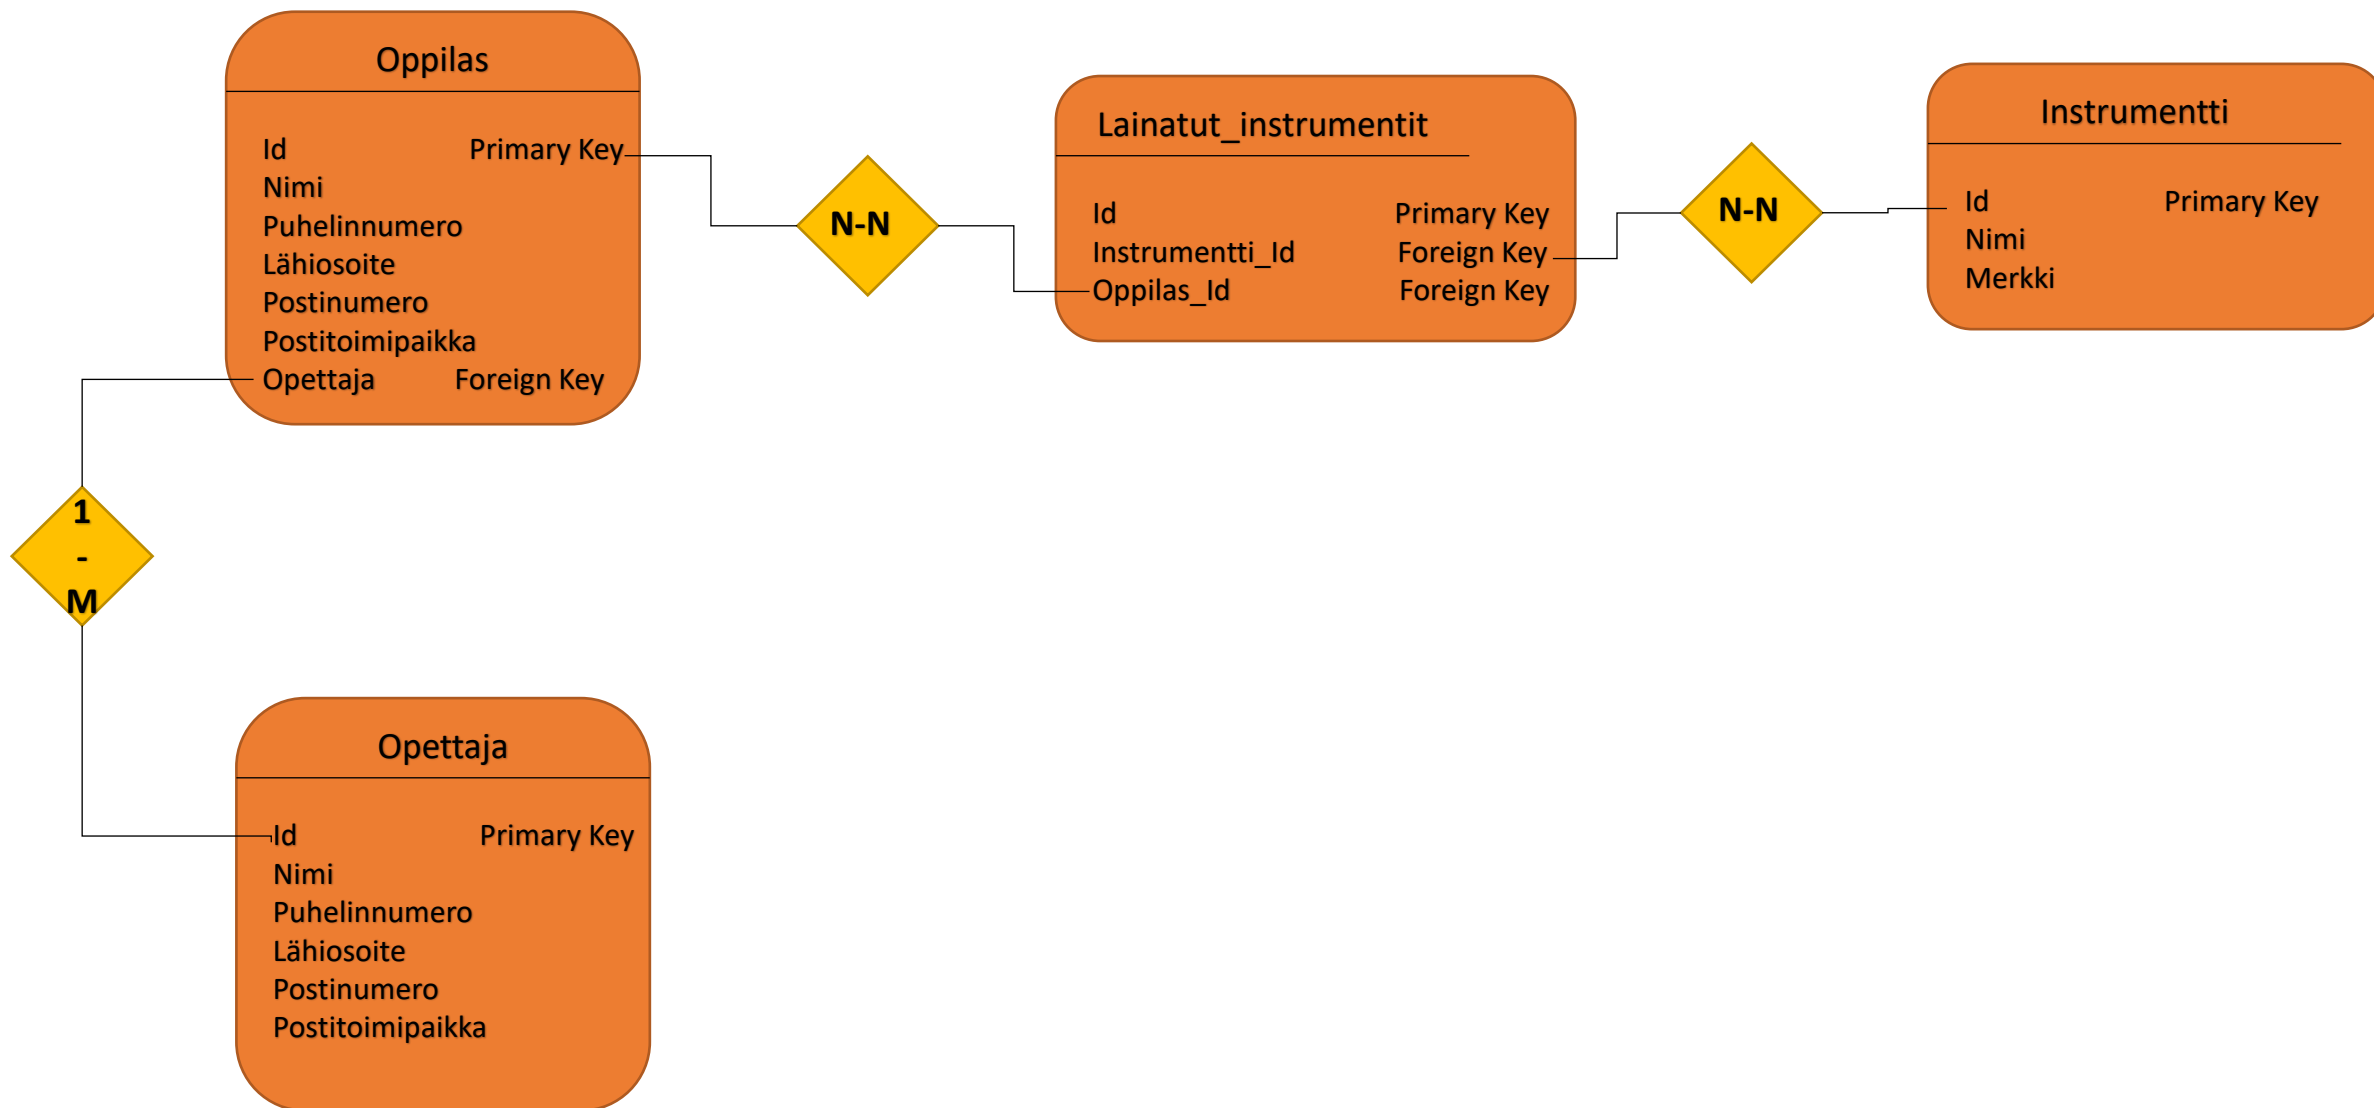 Oppilas
Id Primary Key
Nimi
Puhelinnumero
Lähiosoite
Postinumero
Postitoimipaikka
Opettaja Foreign Key
N-N
Lainatut_instrumentit
Id Primary Key
Instrumentti_Id Foreign Key
Oppilas_Id Foreign Key
N-N
Instrumentti
Id Primary Key
Nimi
Merkki
1
-
M
Opettaja
Id Primary Key
Nimi
Puhelinnumero
Lähiosoite
Postinumero
Postitoimipaikka